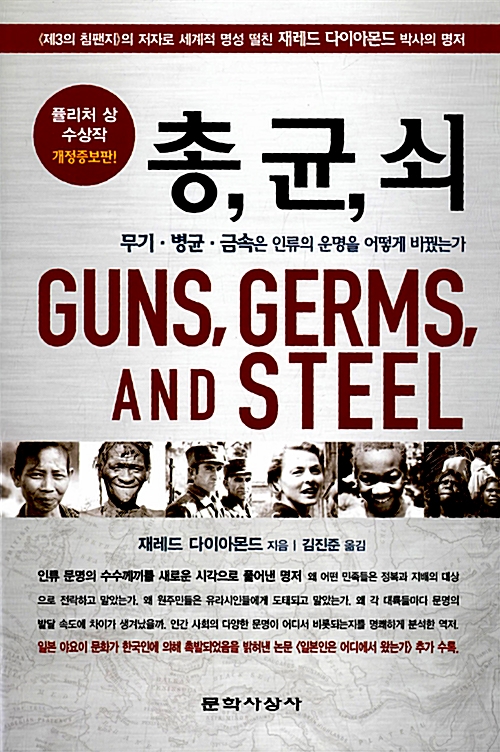 《제3의 침팬지》의 저자로 세계적 명성 떨친 재레드 다이아몬드 박사의 명저
퓰리처 상
수상작
개정증보판!
총, 균, 쇠
무기·병균·금속은 인류의 운명을 어떻게 바꿨는가
GUNS, GERMS,
AND STEEL
재레드 다이아몬드 지음 | 김진준 옮김
인류 문명의 수수께끼를 새로운 시각으로 풀어낸 명저 왜 어떤 민족들은 정복과 지배의 대상
으로 전락하고 말았는가. 왜 원주민들은 유라시안들에게 도태되고 말았는가. 왜 각 대륙들마다 문명의
발달 속도에 차이가 생겨났을까. 인간 사회의 다양한 문명이 어디서 비롯되는지를 명쾌하게 분석한 역저.
일본 야요이 문화가 한국인에 의해 촉발되었음을 밝혀낸 논문 〈일본인은 어디에서 왔는가〉 추가 수록.
문학사상사